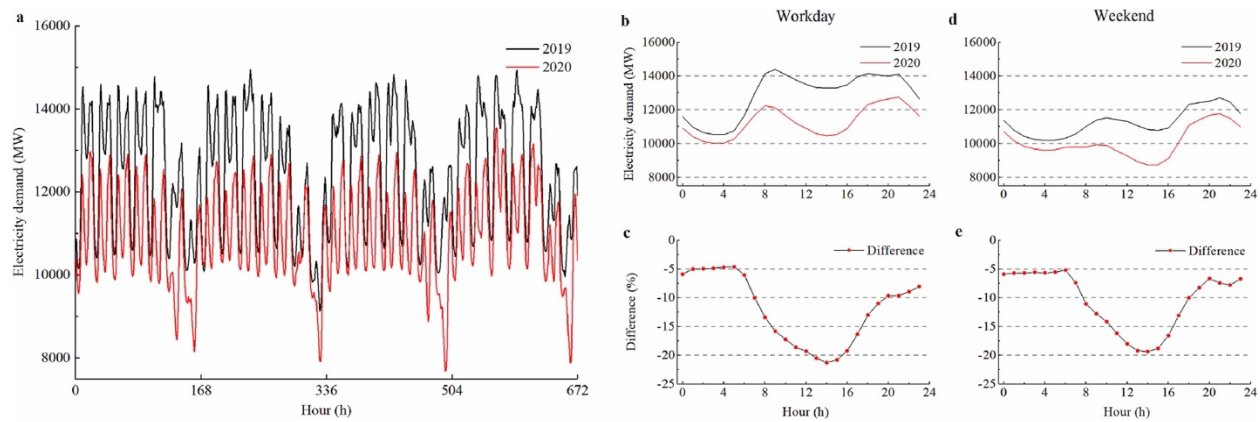 a
16000
14000
12000
10000
8000
Electricity demand (MW)
2019
2020
0 168 336 504 672
Hour (h)
Workday
b
16000
14000
12000
10000
8000
Electricity demand (MW)
2019
2020
0 4 8 12 16 20 24
c
0
-5
-10
-15
-20
-25
Difference (%)
Difference
0 4 8 12 16 20 24
Hour (h)
Weekend
d
16000
14000
12000
10000
8000
2019
2020
0 4 8 12 16 20 24
e
0
-5
-10
-15
-20
-25
Difference
0 4 8 12 16 20 24
Hour (h)